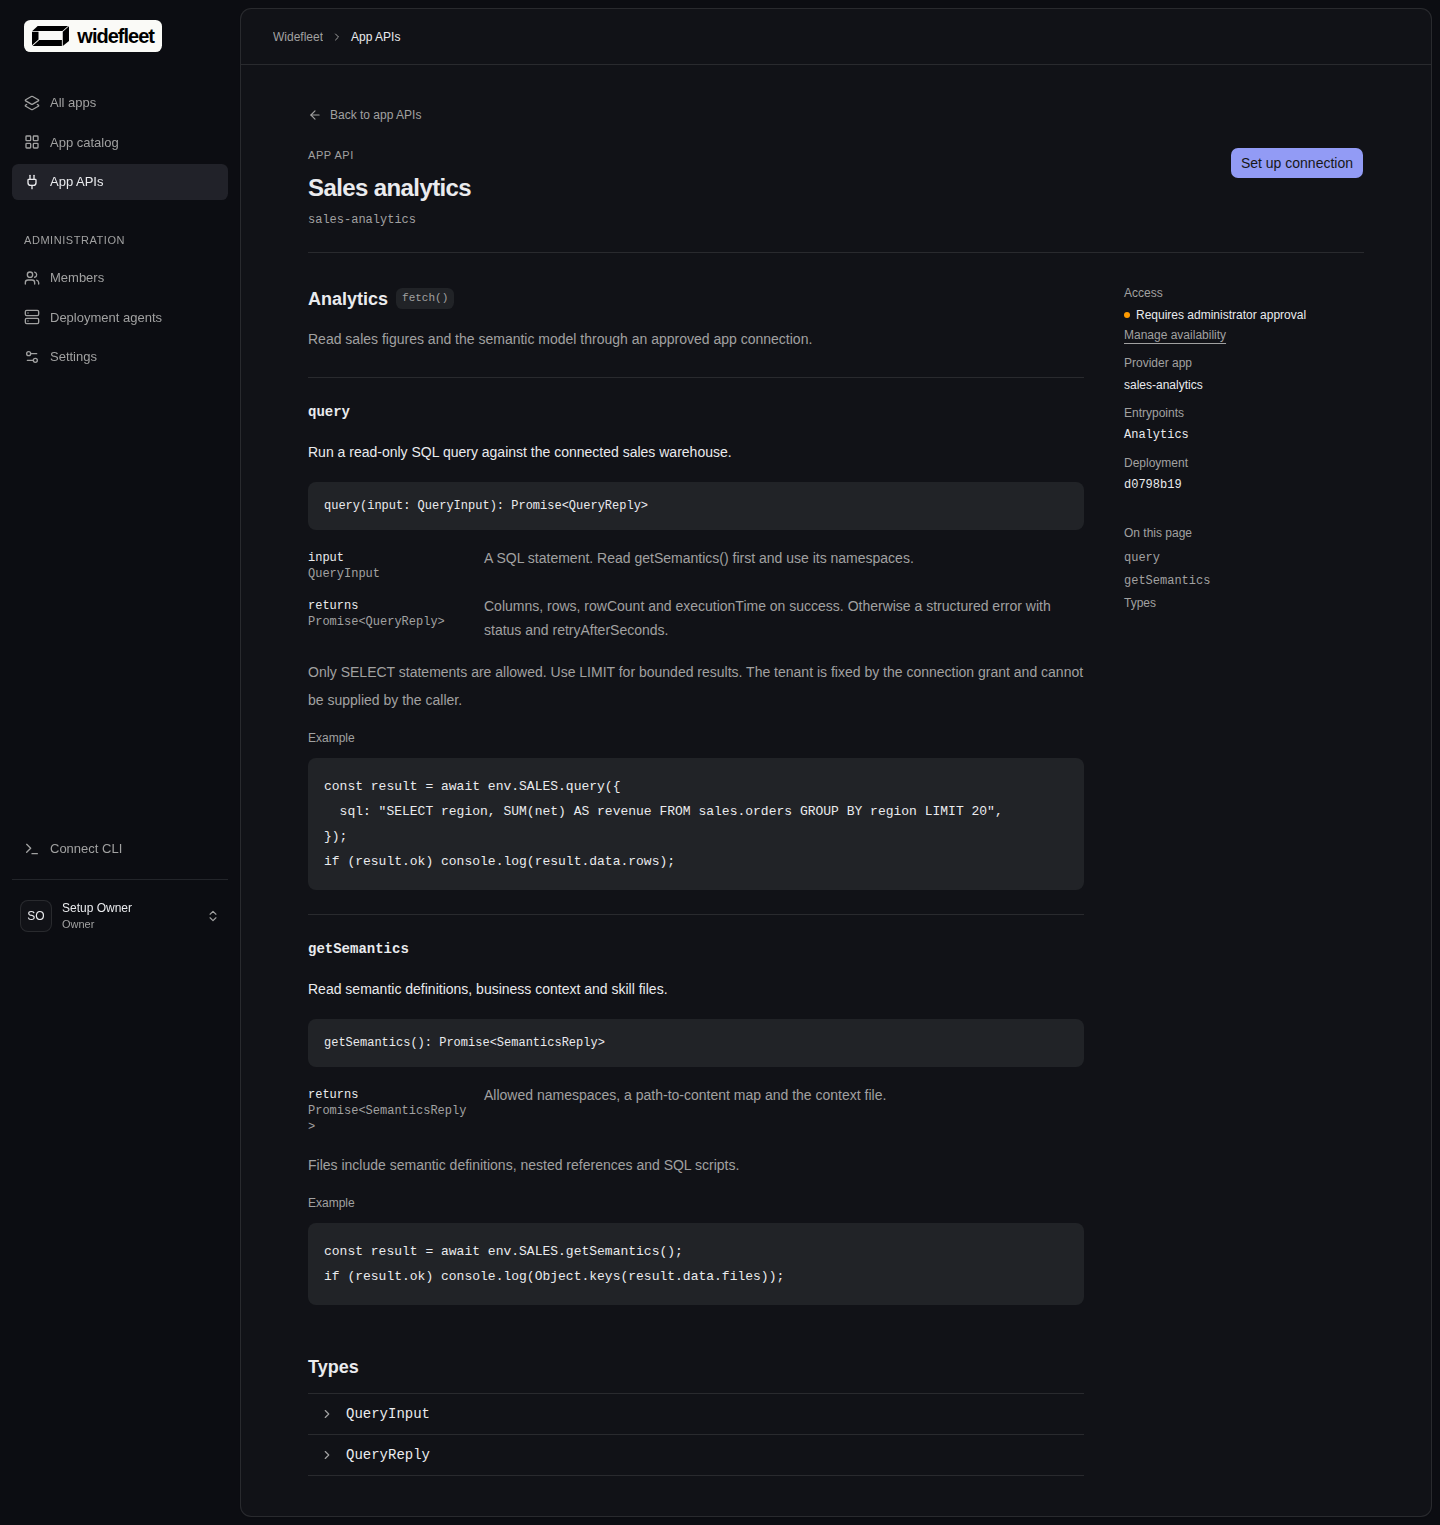 widefleet
All apps
App catalog
App APIs
ADMINISTRATION
Members
Deployment agents
Settings
Connect CLI
SO
Setup Owner
Owner
Widefleet
App APIs
Back to app APIs
APP API
Sales analytics
sales-analytics
Set up connection
Analytics fetch()
Read sales figures and the semantic model through an approved app connection.
query
Run a read-only SQL query against the connected sales warehouse.
query(input: QueryInput): Promise<QueryReply>
input
QueryInput
A SQL statement. Read getSemantics() first and use its namespaces.
returns
Promise<QueryReply>
Columns, rows, rowCount and executionTime on success. Otherwise a structured error with
status and retryAfterSeconds.
Only SELECT statements are allowed. Use LIMIT for bounded results. The tenant is fixed by the connection grant and cannot
be supplied by the caller.
Example
const result = await env.SALES.query({
  sql: "SELECT region, SUM(net) AS revenue FROM sales.orders GROUP BY region LIMIT 20",
});
if (result.ok) console.log(result.data.rows);
getSemantics
Read semantic definitions, business context and skill files.
getSemantics(): Promise<SemanticsReply>
returns
Promise<SemanticsReply
>
Allowed namespaces, a path-to-content map and the context file.
Files include semantic definitions, nested references and SQL scripts.
Example
const result = await env.SALES.getSemantics();
if (result.ok) console.log(Object.keys(result.data.files));
Types
QueryInput
QueryReply
Access
Requires administrator approval
Manage availability
Provider app
sales-analytics
Entrypoints
Analytics
Deployment
d0798b19
On this page
query
getSemantics
Types